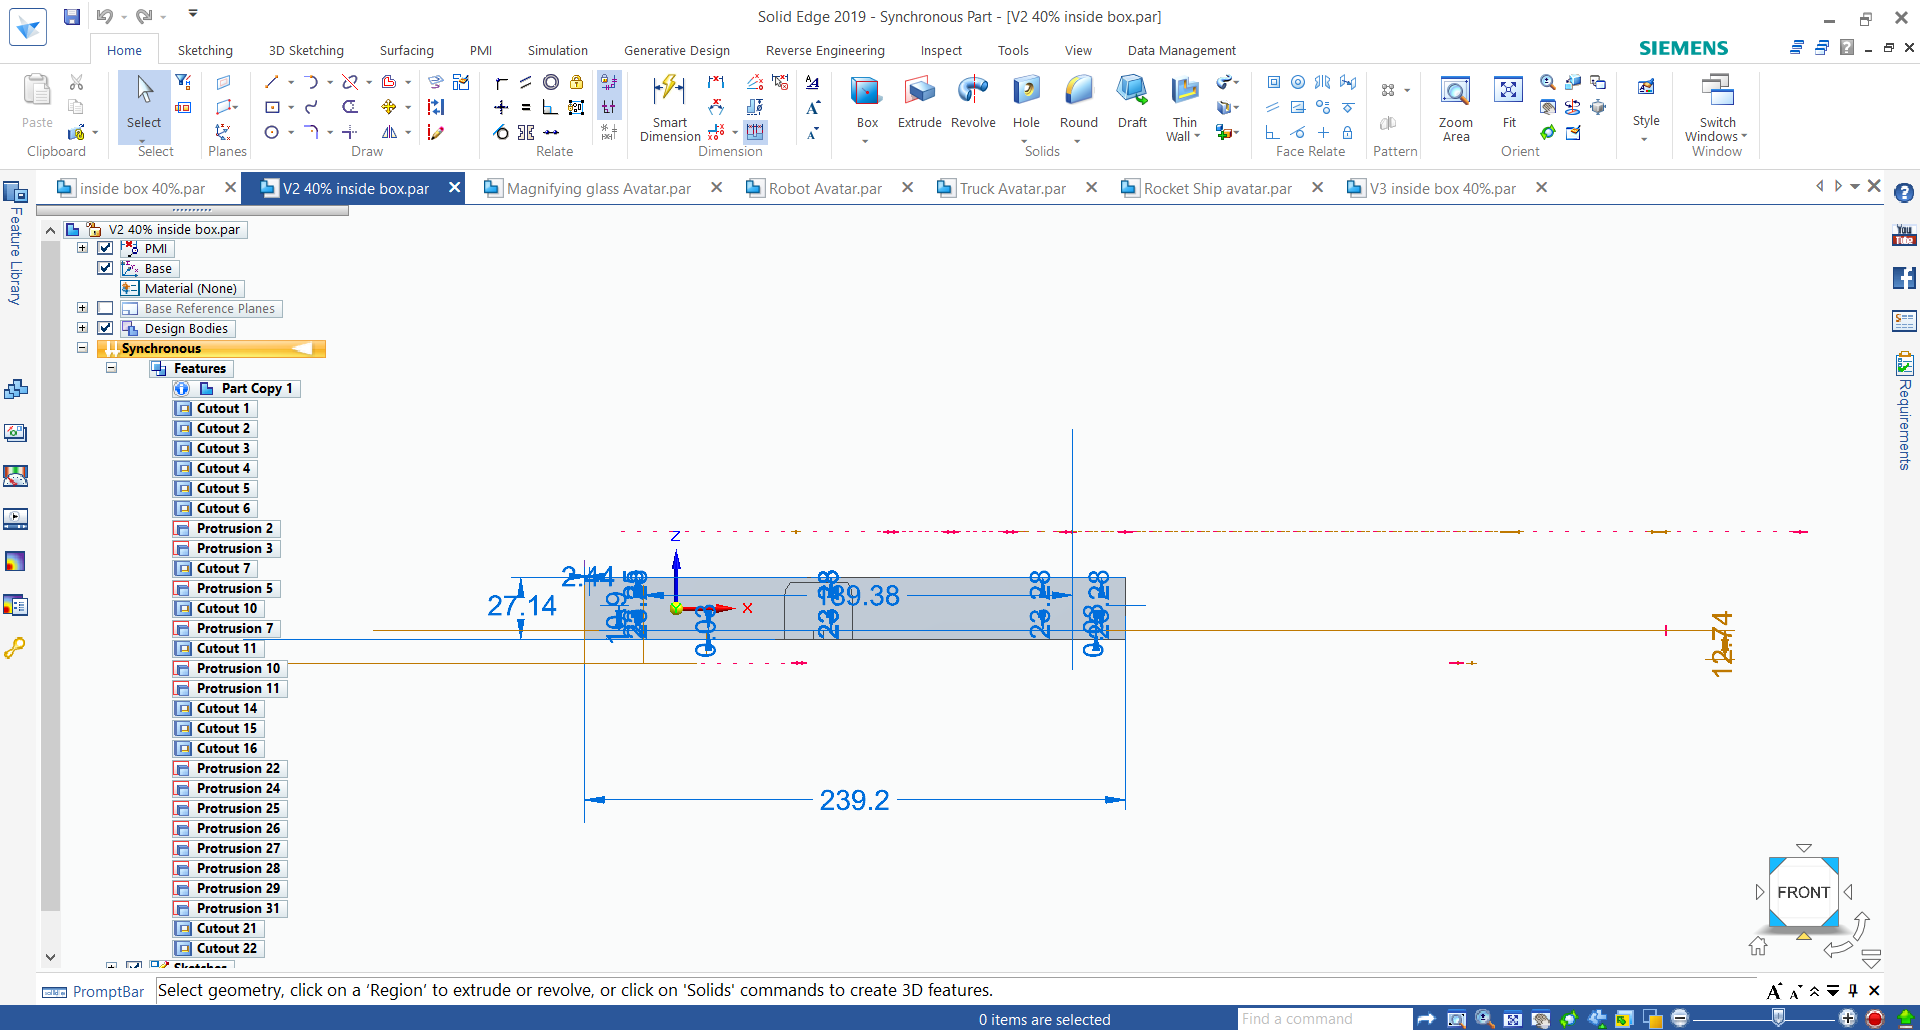 Solid Edge 2019 - Synchronous Part - [V2 40% inside box.par]
Home Sketching 3D Sketching Surfacing PMI Simulation Generative Design Reverse Engineering Inspect Tools View Data Management
SIEMENS
Paste
Clipboard
Select
Select
Planes
Draw
Relate
Smart Dimension
Dimension
Box Extrude Revolve Hole Round Draft Thin Wall
Solids
Face Relate
Pattern
Zoom Area
Fit
Orient
Style
Switch Windows
Window
inside box 40%.par
V2 40% inside box.par
Magnifying glass Avatar.par
Robot Avatar.par
Truck Avatar.par
Rocket Ship avatar.par
V3 inside box 40%.par
Feature Library
You Tube
Requirements
V2 40% inside box.par
PMI
Base
Material (None)
Base Reference Planes
Design Bodies
Synchronous
Features
Part Copy 1
Cutout 1
Cutout 2
Cutout 3
Cutout 4
Cutout 5
Cutout 6
Protrusion 2
Protrusion 3
Cutout 7
Protrusion 5
Cutout 10
Protrusion 7
Cutout 11
Protrusion 10
Protrusion 11
Cutout 14
Cutout 15
Cutout 16
Protrusion 22
Protrusion 24
Protrusion 25
Protrusion 26
Protrusion 27
Protrusion 28
Protrusion 29
Protrusion 31
Cutout 21
Cutout 22
Sketches
Z
X
2.44
27.14
23.28
23.28
23.28
12.74
239.2
FRONT
PromptBar
Select geometry, click on a ‘Region’ to extrude or revolve, or click on 'Solids' commands to create 3D features.
0 items are selected
Find a command